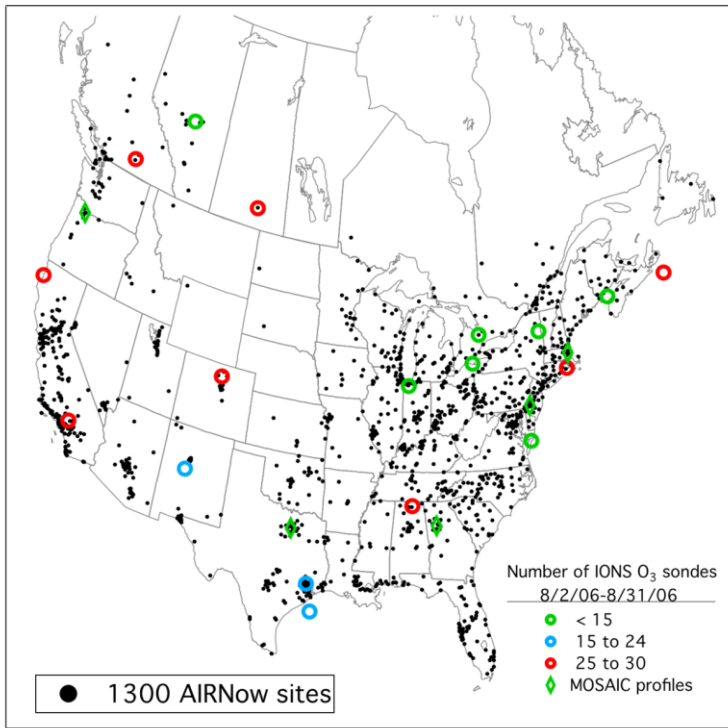 Number of IONS O₃ sondes
8/2/06-8/31/06
< 15
15 to 24
25 to 30
MOSAIC profiles
1300 AIRNow sites